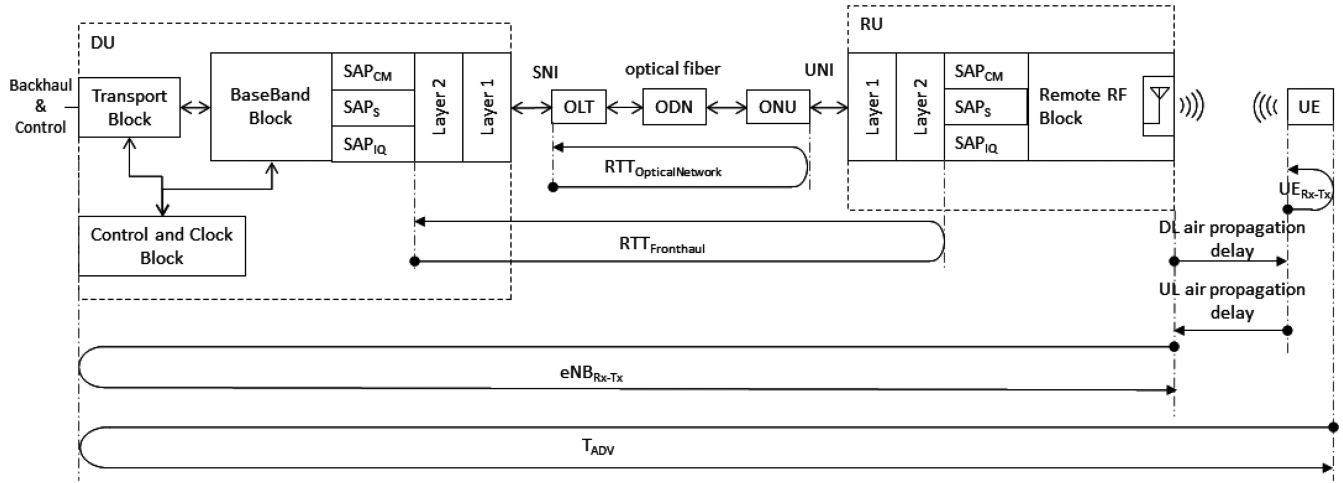 DU
RU
Backhaul
&
Control
Transport
Block
BaseBand
Block
SAPCM
SAPS
SAPIQ
Layer 2
Layer 1
SNI
optical fiber
UNI
OLT
ODN
ONU
Layer 1
Layer 2
SAPCM
SAPS
SAPIQ
Remote RF
Block
UE
RTTOpticalNetwork
UERx-Tx
Control and Clock
Block
RTTFronthaul
DL air propagation
delay
UL air propagation
delay
eNBRx-Tx
TADV